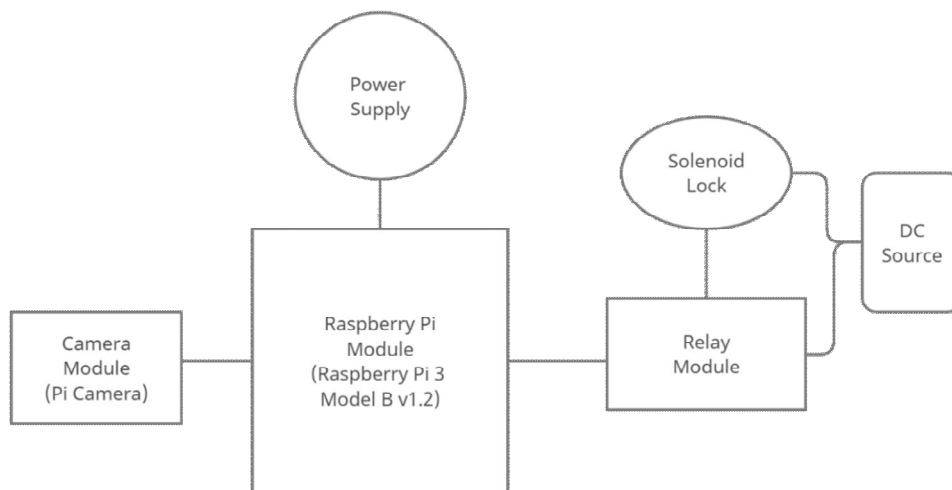 Power
Supply
Solenoid
Lock
DC
Source
Camera
Module
(Pi Camera)
Raspberry Pi
Module
(Raspberry Pi 3
Model B v1.2)
Relay
Module